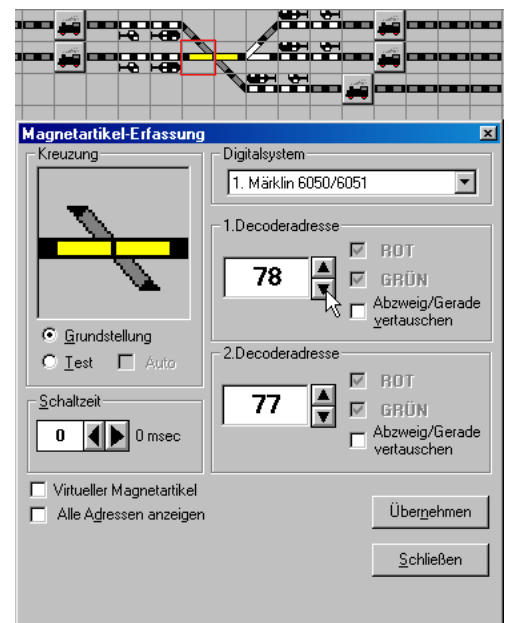 Magnetartikel-Erfassung
Kreuzung
Grundstellung
Test
Auto
Schaltzeit
0
0 msec
Digitalsystem
1. Märklin 6050/6051
1.Decoderadresse
78
ROT
GRÜN
Abzweig/Gerade
vertauschen
2.Decoderadresse
77
ROT
GRÜN
Abzweig/Gerade
vertauschen
Virtueller Magnetartikel
Alle Adressen anzeigen
Übernehmen
Schließen